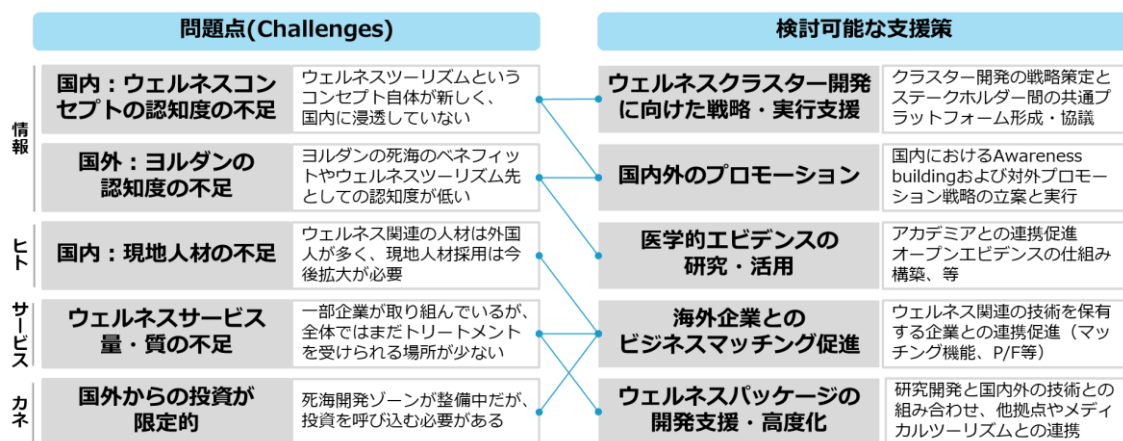 問題点(Challenges)
検討可能な支援策
情報
国内：ウェルネスコン
セプトの認知度の不足
ウェルネスツーリズムという
コンセプト自体が新しく、
国内に浸透していない
ウェルネスクラスター開発
に向けた戦略・実行支援
クラスター開発の戦略策定と
ステークホルダー間の共通プ
ラットフォーム形成・協議
国外：ヨルダンの
認知度の不足
ヨルダンの死海のベネフィッ
トやウェルネスツーリズム先
としての認知度が低い
国内外のプロモーション
国内におけるAwareness
buildingおよび対外プロモー
ション戦略の立案と実行
ヒト
国内：現地人材の不足
ウェルネス関連の人材は外国
人が多く、現地人材採用は今
後拡大が必要
医学的エビデンスの
研究・活用
アカデミアとの連携促進
オープンエビデンスの仕組み
構築、等
サービス
ウェルネスサービス
量・質の不足
一部企業が取り組んでいるが、
全体ではまだトリートメント
を受けられる場所が少ない
海外企業との
ビジネスマッチング促進
ウェルネス関連の技術を保有
する企業との連携促進（マッ
チング機能、P/F等）
カネ
国外からの投資が
限定的
死海開発ゾーンが整備中だが、
投資を呼び込む必要がある
ウェルネスパッケージの
開発支援・高度化
研究開発と国内外の技術との
組み合わせ、他拠点やメディ
カルツーリズムとの連携